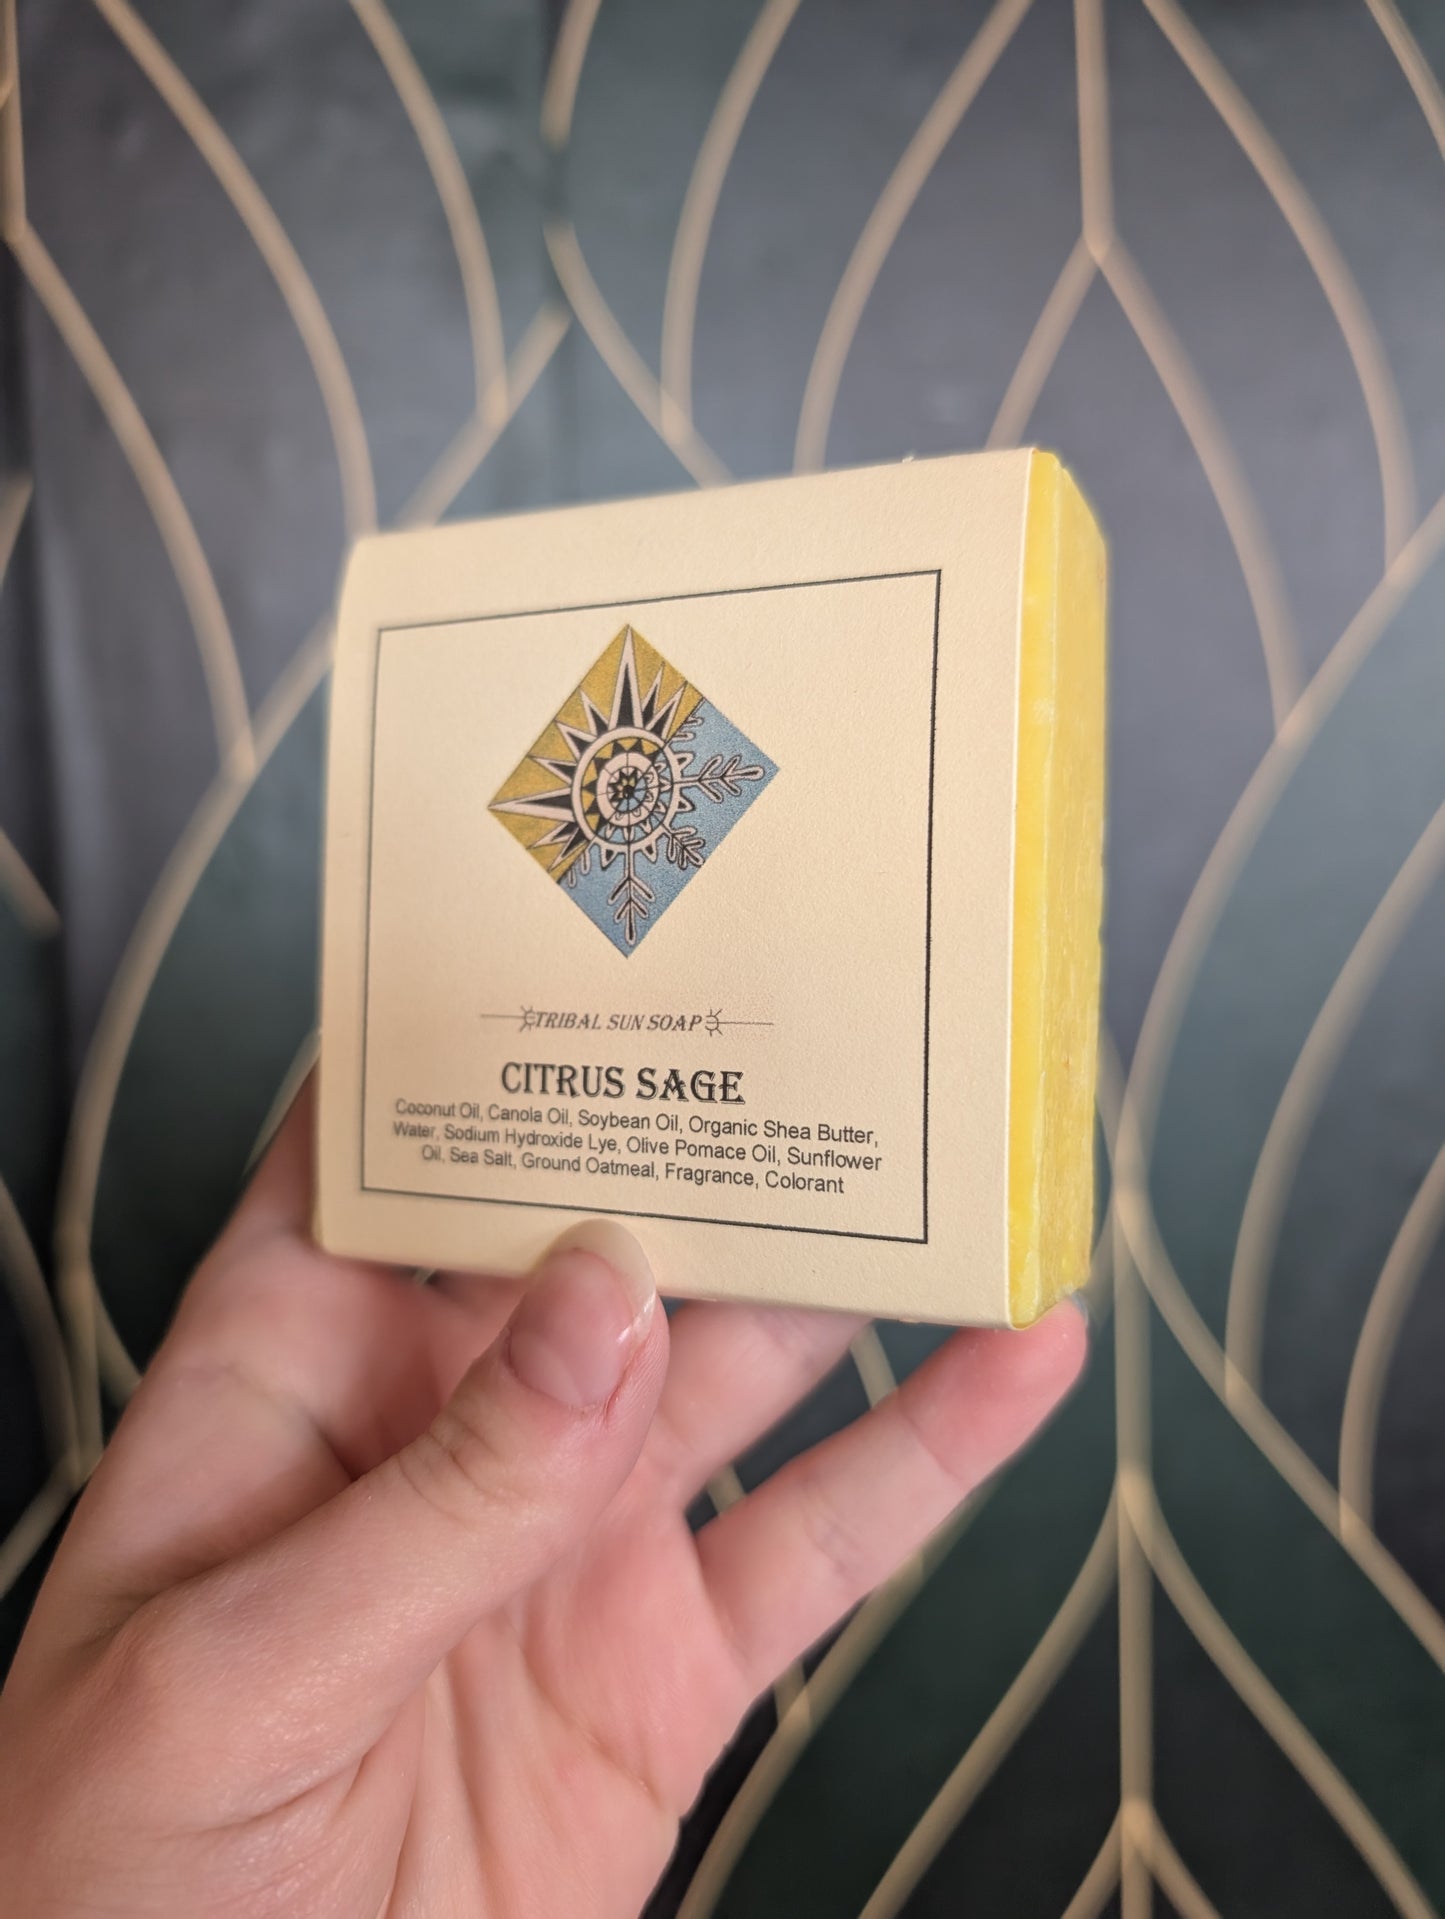 TRIBAL SUN SOAP
CITRUS SAGE
Coconut Oil, Canola Oil, Soybean Oil, Organic Shea Butter,
Water, Sodium Hydroxide Lye, Olive Pomace Oil, Sunflower
Oil, Sea Salt, Ground Oatmeal, Fragrance, Colorant